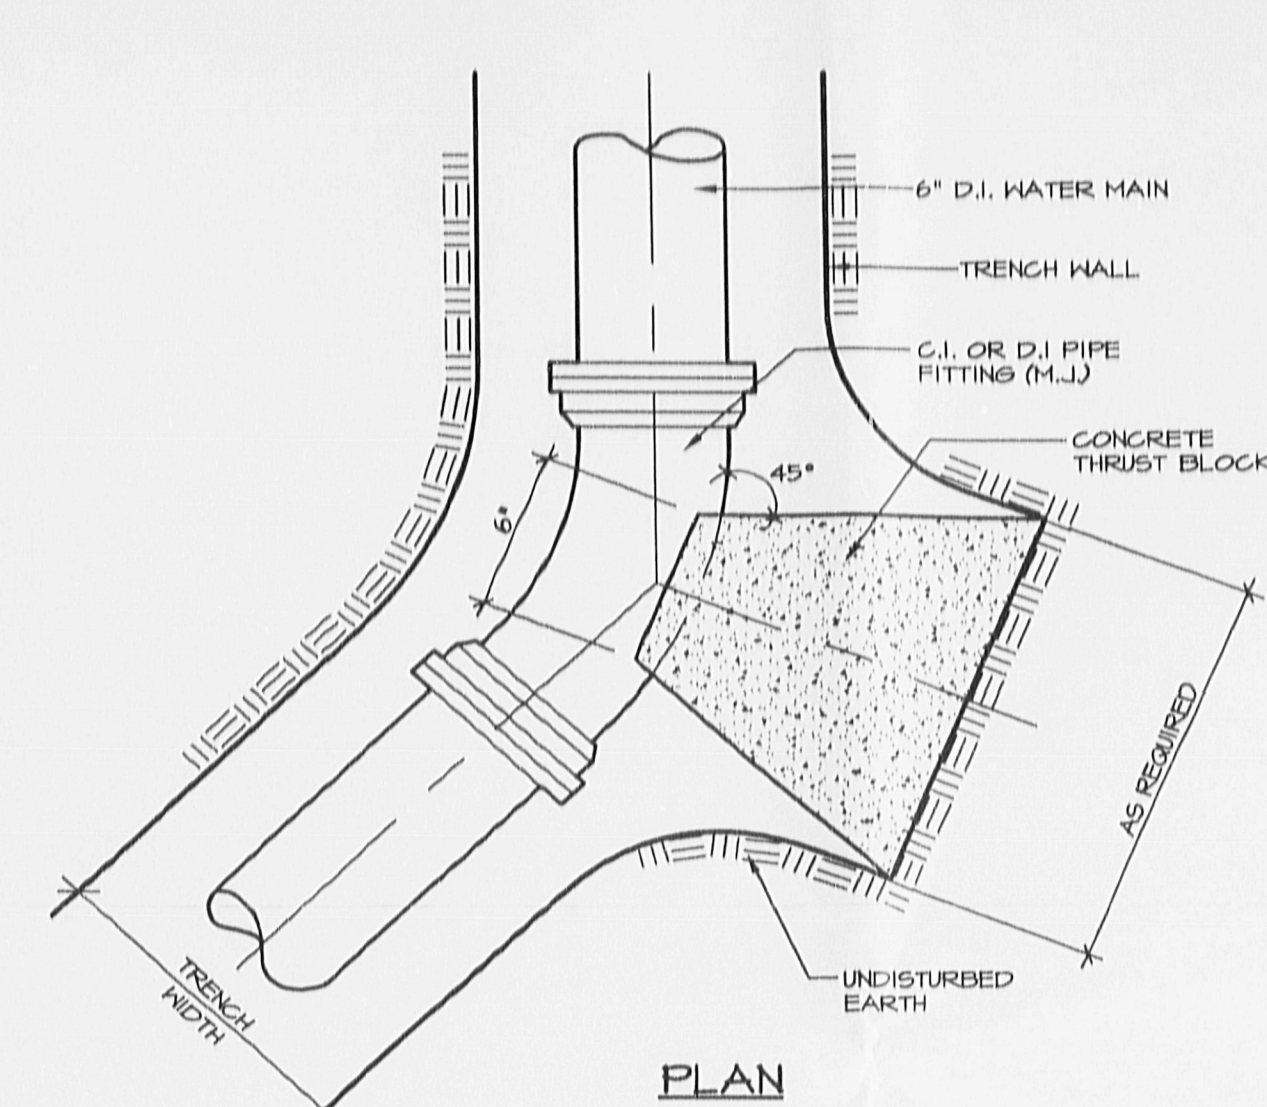 6" D.I. WATER MAIN
TRENCH WALL
C.I. OR D.I PIPE
FITTING (M.J.)
CONCRETE
THRUST BLOCK
45°
6"
AS REQUIRED
UNDISTURBED
EARTH
TRENCH
WIDTH
PLAN